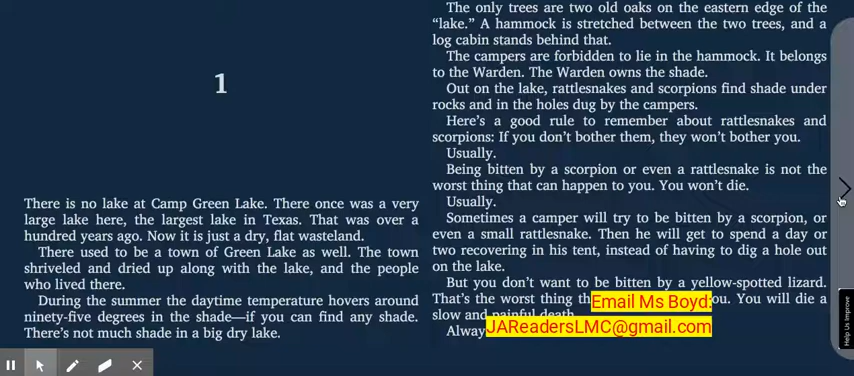 1
There is no lake at Camp Green Lake. There once was a very
large lake here, the largest lake in Texas. That was over a
hundred years ago. Now it is just a dry, flat wasteland.
There used to be a town of Green Lake as well. The town
shriveled and dried up along with the lake, and the people
who lived there.
During the summer the daytime temperature hovers around
ninety-five degrees in the shade—if you can find any shade.
There's not much shade in a big dry lake.
The only trees are two old oaks on the eastern edge of the
“lake.” A hammock is stretched between the two trees, and a
log cabin stands behind that.
The campers are forbidden to lie in the hammock. It belongs
to the Warden. The Warden owns the shade.
Out on the lake, rattlesnakes and scorpions find shade under
rocks and in the holes dug by the campers.
Here’s a good rule to remember about rattlesnakes and
scorpions: If you don’t bother them, they won’t bother you.
Usually.
Being bitten by a scorpion or even a rattlesnake is not the
worst thing that can happen to you. You won’t die.
Usually.
Sometimes a camper will try to be bitten by a scorpion, or
even a small rattlesnake. Then he will get to spend a day or
two recovering in his tent, instead of having to dig a hole out
on the lake.
But you don’t want to be bitten by a yellow-spotted lizard.
That’s the worst thing you. You will die a
slow and painful death.
Email Ms Boyd:
JAReadersLMC@gmail.com
Help Us Improve